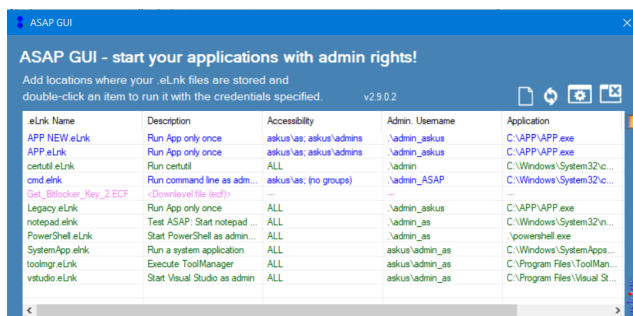 ASAP GUI
ASAP GUI - start your applications with admin rights!
Add locations where your .eLnk files are stored and
double-click an item to run it with the credentials specified. v2.9.0.2
.eLnk Name Description Accessibility Admin. Username Application
APP NEW.eLnk Run App only once askus\as; askus\admins .\admin_askus C:\APP\APP.exe
APP.eLnk Run App only once askus\as; askus\admins .\admin_askus C:\APP\APP.exe
certutil.eLnk Run certutil ALL .\admin C:\Windows\System32\c...
cmd.elnk Run command line as adm... askus\as; (no groups) .\admin_ASAP C:\Windows\System32\c...
Get_Bitlocker_Key_2.ECF <Downlevel file (ecf)> --- --- ---
Legacy.eLnk Run App only once ALL .\admin_askus C:\APP\APP.exe
notepad.elnk Test ASAP: Start notepad ... ALL .\admin_as C:\Windows\System32\n...
PowerShell.eLnk Start PowerShell as admin... ALL .\admin_as .\powershell.exe
SystemApp.elnk Run a system application ALL askus\admin_as C:\Windows\SystemApps...
toolmgr.eLnk Execute ToolManager ALL askus\admin_as C:\Program Files\ToolMan...
vstudio.eLnk Start Visual Studio as admin ALL askus\admin_as C:\Program Files\Visual St...